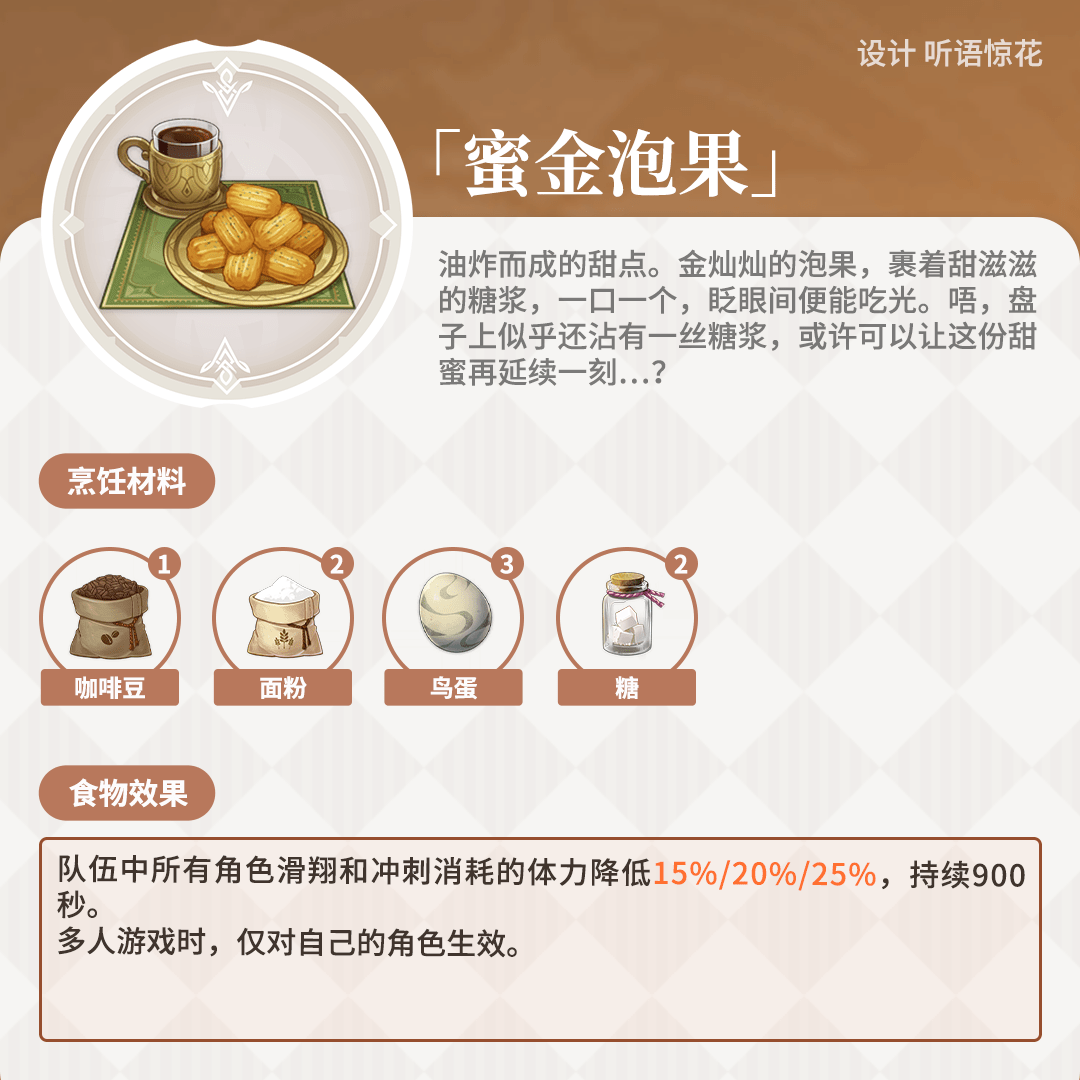 设计 听语惊花
「蜜金泡果」
油炸而成的甜点。金灿灿的泡果，裹着甜滋滋
的糖浆，一口一个，眨眼间便能吃光。唔，盘
子上似乎还沾有一丝糖浆，或许可以让这份甜
蜜再延续一刻…？
烹饪材料
1 2 3 2
咖啡豆 面粉 鸟蛋 糖
食物效果
队伍中所有角色滑翔和冲刺消耗的体力降低15%/20%/25%，持续900
秒。
多人游戏时，仅对自己的角色生效。